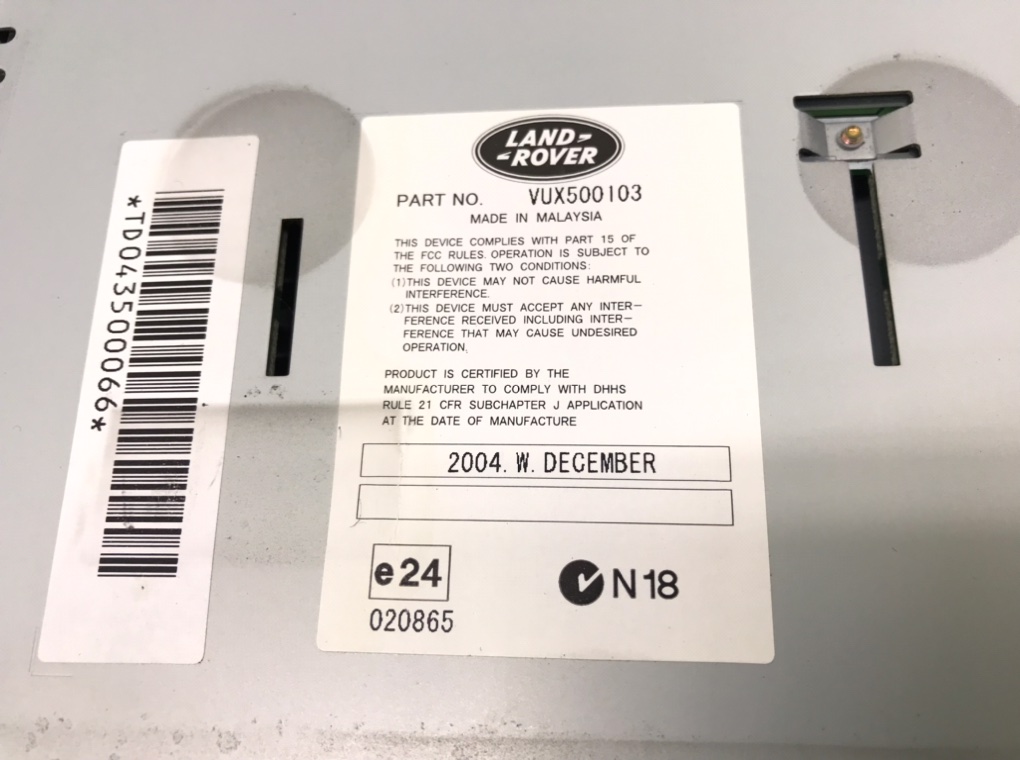 *TD043500066*
LAND-
-ROVER
PART NO. VUX500103
MADE IN MALAYSIA
THIS DEVICE COMPLIES WITH PART 15 OF
THE FCC RULES. OPERATION IS SUBJECT TO
THE FOLLOWING TWO CONDITIONS:
(1)THIS DEVICE MAY NOT CAUSE HARMFUL
INTERFERENCE.
(2)THIS DEVICE MUST ACCEPT ANY INTER-
FERENCE RECEIVED INCLUDING INTER-
FERENCE THAT MAY CAUSE UNDESIRED
OPERATION.
PRODUCT IS CERTIFIED BY THE
MANUFACTURER TO COMPLY WITH DHHS
RULE 21 CFR SUBCHAPTER J APPLICATION
AT THE DATE OF MANUFACTURE
2004. W. DECEMBER
e24
020865
N18